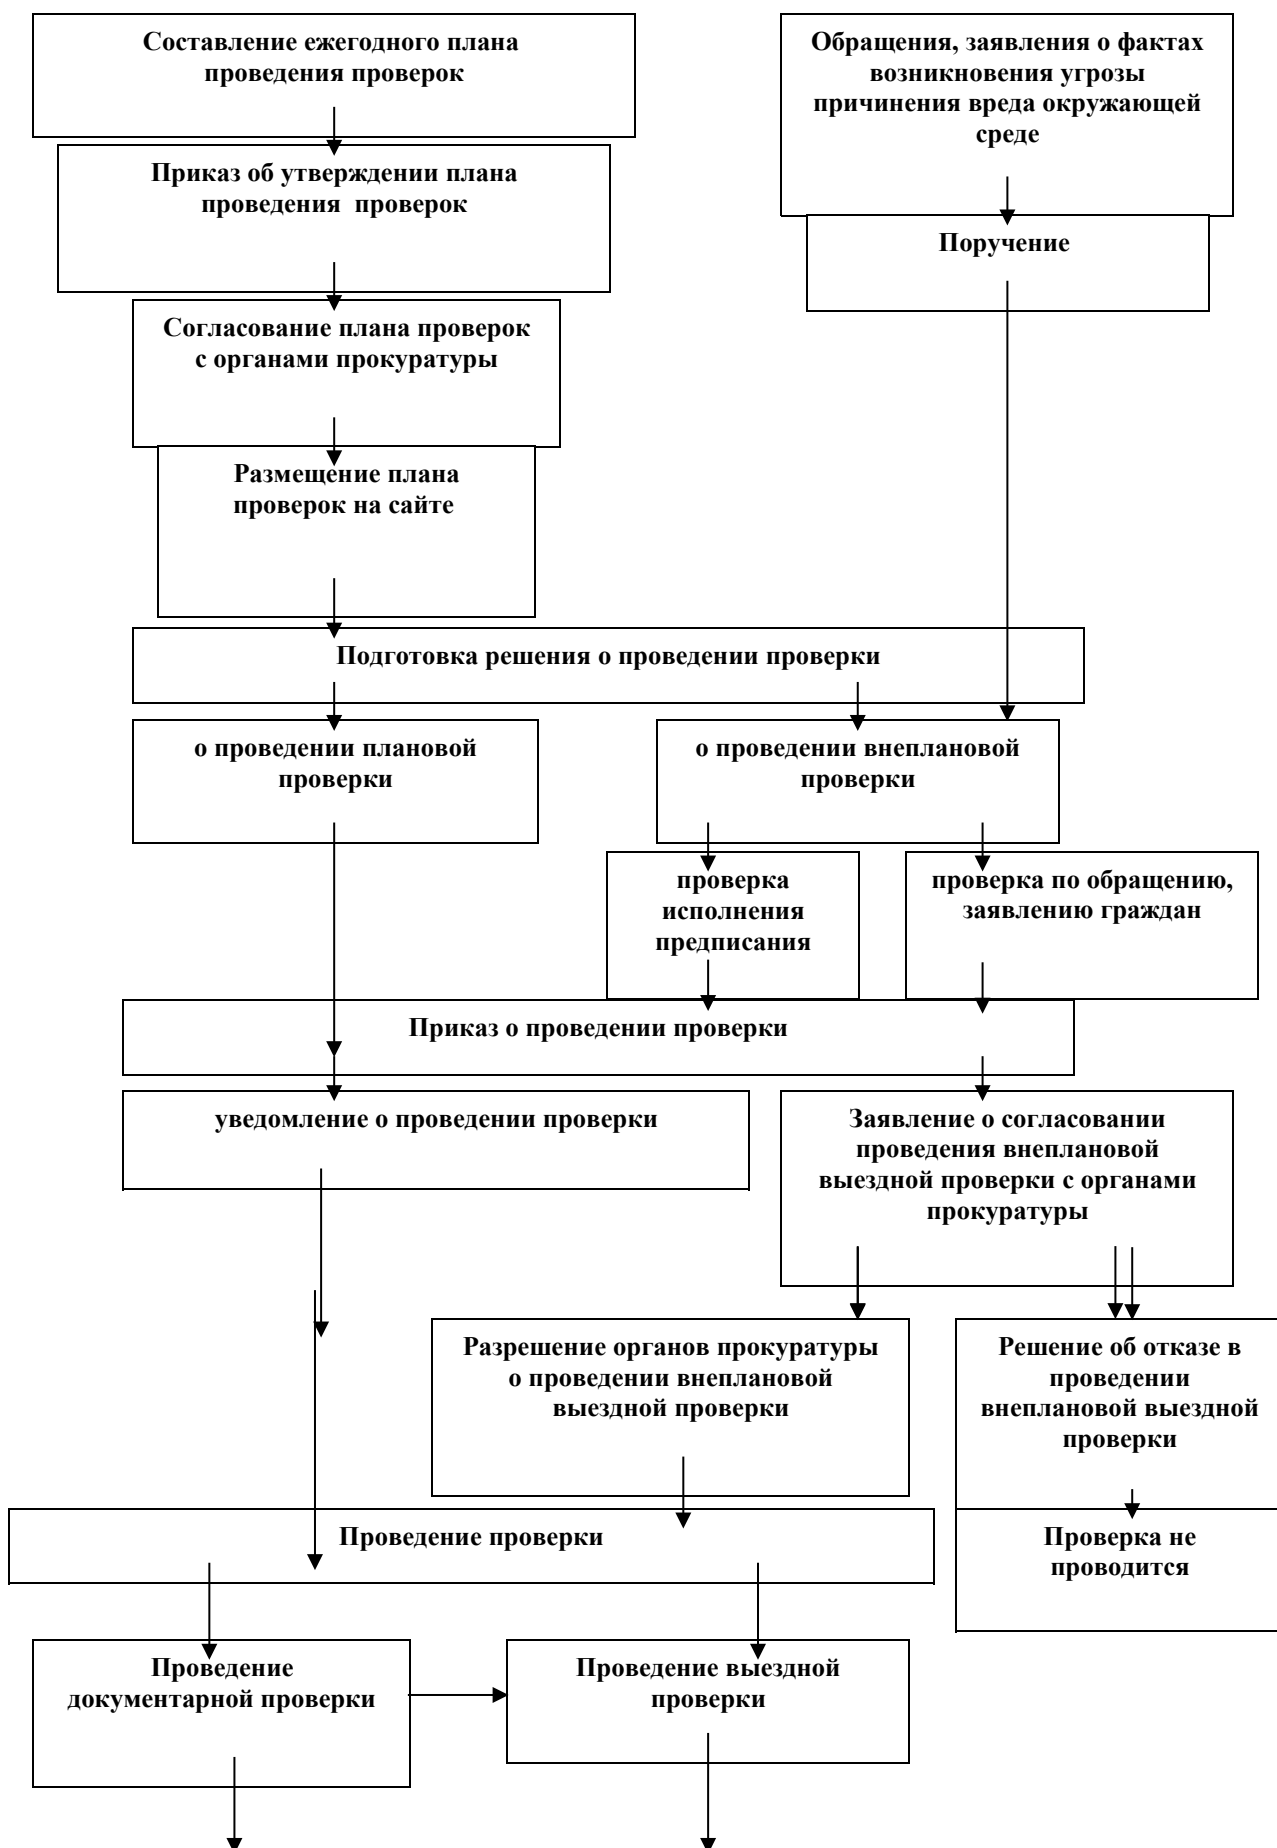 Составление ежегодного плана
проведения проверок
Обращения, заявления о фактах
возникновения угрозы
причинения вреда окружающей
среде
Приказ об утверждении плана
проведения проверок
Поручение
Согласование плана проверок
с органами прокуратуры
Размещение плана
проверок на сайте
Подготовка решения о проведении проверки
о проведении плановой
проверки
о проведении внеплановой
проверки
проверка
исполнения
предписания
проверка по обращению,
заявлению граждан
Приказ о проведении проверки
уведомление о проведении проверки
Заявление о согласовании
проведения внеплановой
выездной проверки с органами
прокуратуры
Разрешение органов прокуратуры
о проведении внеплановой
выездной проверки
Решение об отказе в
проведении
внеплановой выездной
проверки
Проведение проверки
Проверка не
проводится
Проведение
документарной проверки
Проведение выездной
проверки